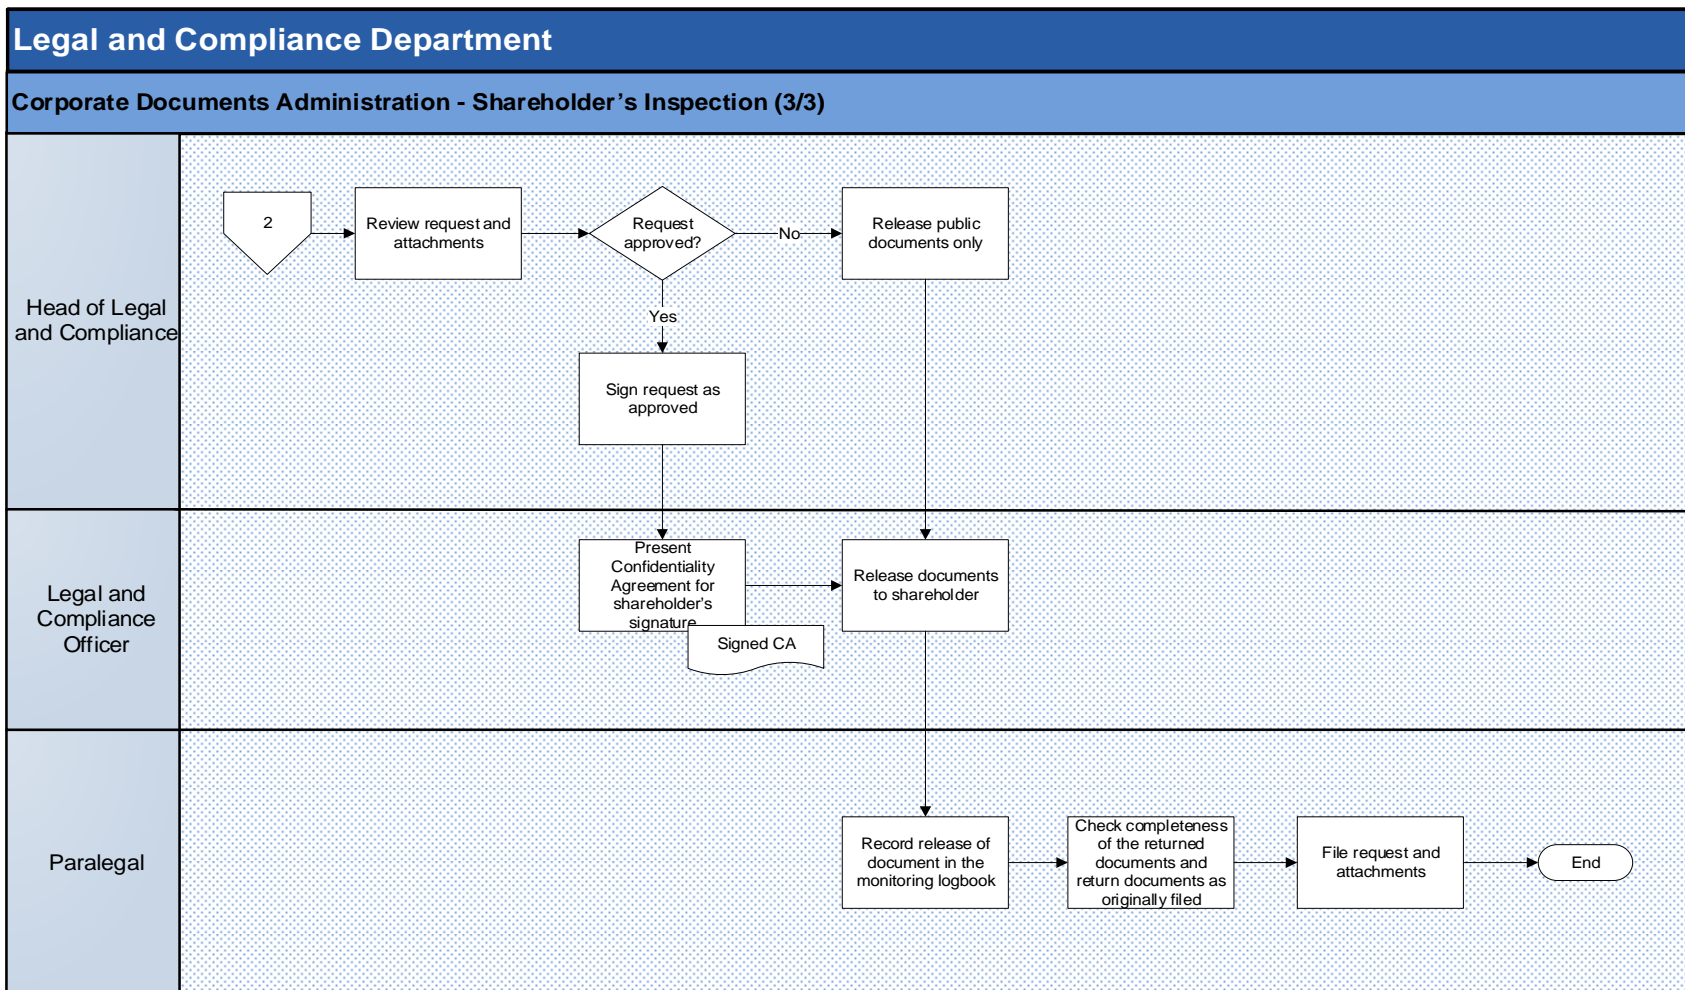 Legal and Compliance Department
Corporate Documents Administration - Shareholder's Inspection (3/3)
Head of Legal
and Compliance
2
Review request and
attachments
Request
approved?
No
Release public
documents only
Yes
Sign request as
approved
Legal and
Compliance
Officer
Present
Confidentiality
Agreement for
shareholder's
signature
Signed CA
Release documents
to shareholder
Paralegal
Record release of
document in the
monitoring logbook
Check completeness
of the returned
documents and
return documents as
originally filed
File request and
attachments
End